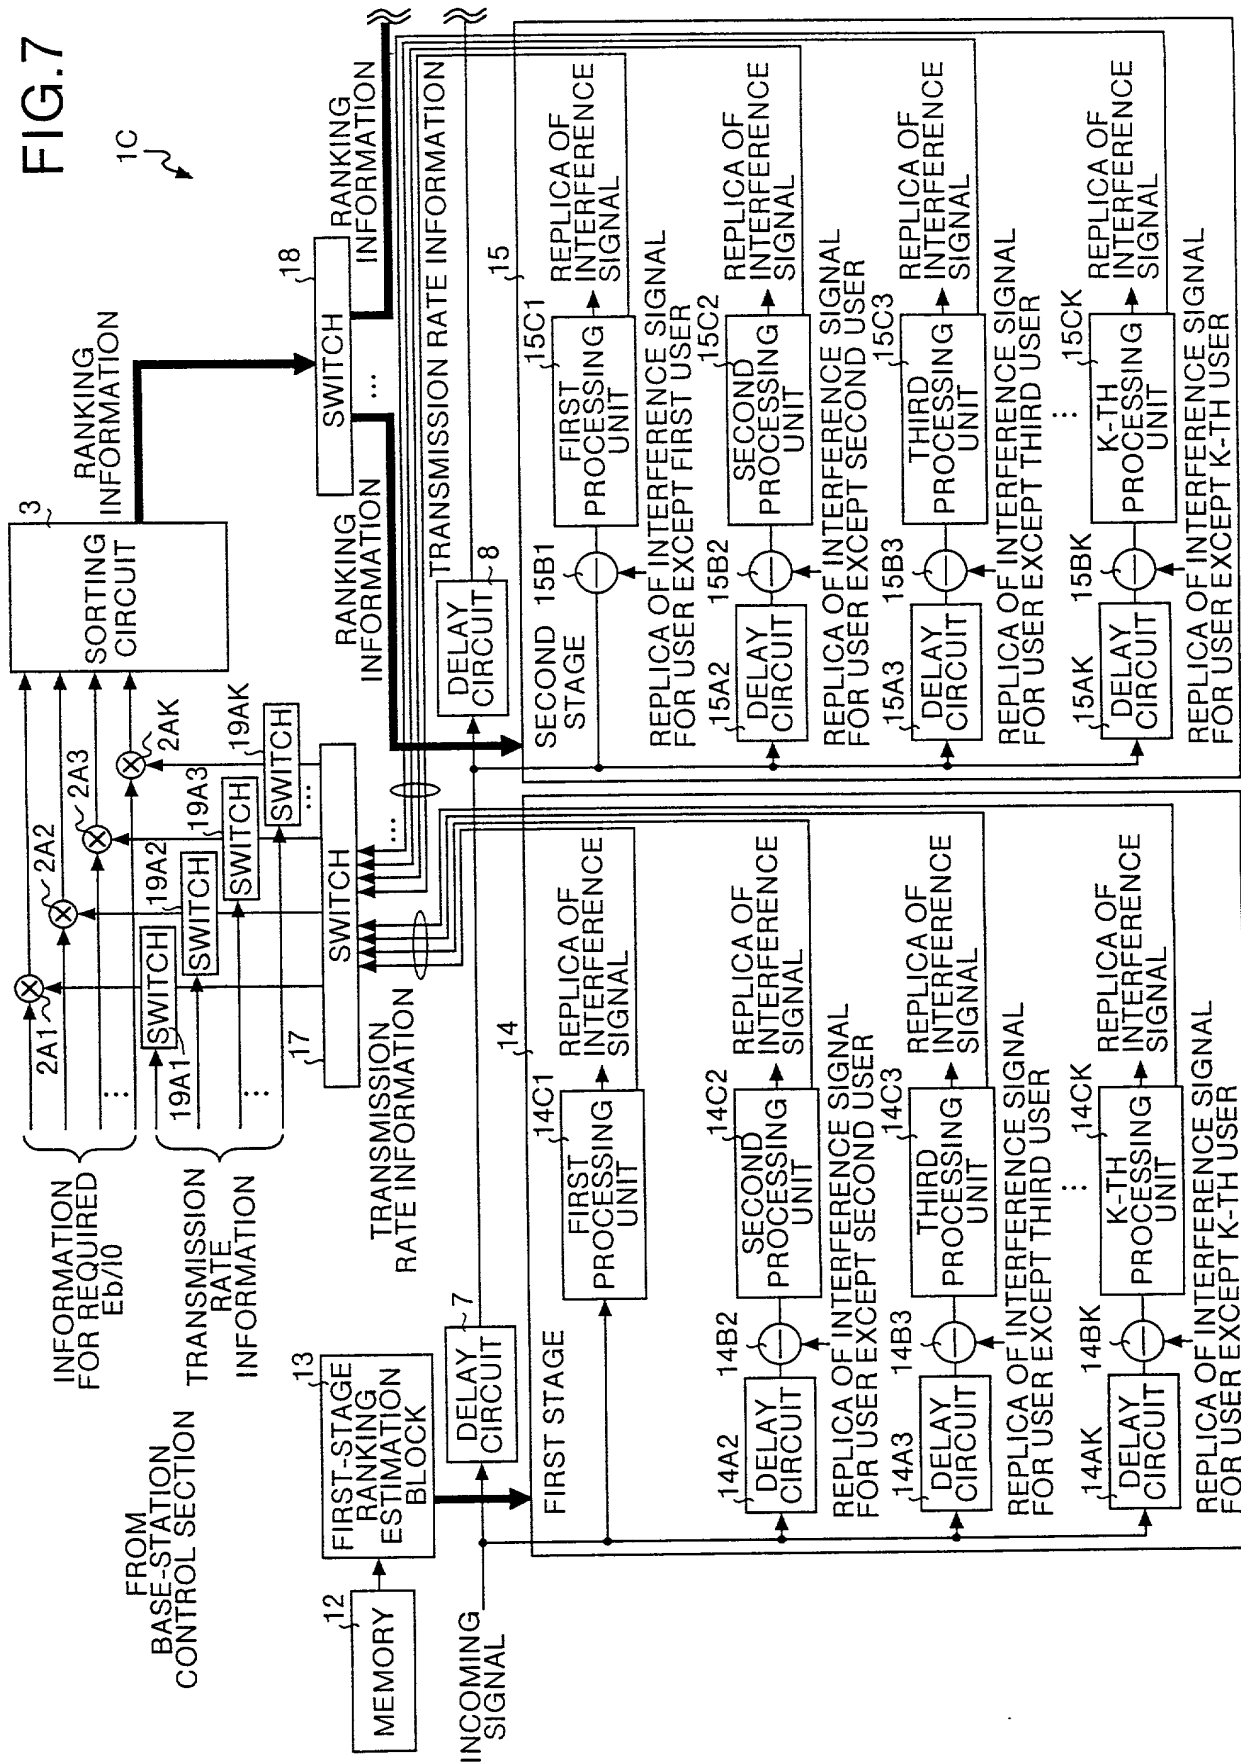 FIG.7
1C
FROM
BASE-STATION
CONTROL SECTION
INFORMATION
FOR REQUIRED
Eb/I0
TRANSMISSION
RATE
INFORMATION
2A1
2A2
2A3
2AK
...
...
19A1
SWITCH
19A2
SWITCH
19A3
SWITCH
19AK
SWITCH
...
3
SORTING
CIRCUIT
RANKING
INFORMATION
17
SWITCH
...
TRANSMISSION
RATE INFORMATION
18
SWITCH
...
RANKING
INFORMATION
RANKING
INFORMATION
TRANSMISSION RATE INFORMATION
12
MEMORY
13
FIRST-STAGE
RANKING
ESTIMATION
BLOCK
INCOMING
SIGNAL
7
DELAY
CIRCUIT
8
DELAY
CIRCUIT
14
FIRST STAGE
14C1
FIRST
PROCESSING
UNIT
REPLICA OF
INTERFERENCE
SIGNAL
14A2
DELAY
CIRCUIT
14B2
14C2
SECOND
PROCESSING
UNIT
REPLICA OF
INTERFERENCE
SIGNAL
REPLICA OF INTERFERENCE SIGNAL
FOR USER EXCEPT SECOND USER
14A3
DELAY
CIRCUIT
14B3
14C3
THIRD
PROCESSING
UNIT
REPLICA OF
INTERFERENCE
SIGNAL
REPLICA OF INTERFERENCE SIGNAL
FOR USER EXCEPT THIRD USER
...
14AK
DELAY
CIRCUIT
14BK
14CK
K-TH
PROCESSING
UNIT
REPLICA OF
INTERFERENCE
SIGNAL
REPLICA OF INTERFERENCE SIGNAL
FOR USER EXCEPT K-TH USER
15
SECOND
STAGE
15B1
15C1
FIRST
PROCESSING
UNIT
REPLICA OF
INTERFERENCE
SIGNAL
REPLICA OF INTERFERENCE SIGNAL
FOR USER EXCEPT FIRST USER
15A2
DELAY
CIRCUIT
15B2
15C2
SECOND
PROCESSING
UNIT
REPLICA OF
INTERFERENCE
SIGNAL
REPLICA OF INTERFERENCE SIGNAL
FOR USER EXCEPT SECOND USER
15A3
DELAY
CIRCUIT
15B3
15C3
THIRD
PROCESSING
UNIT
REPLICA OF
INTERFERENCE
SIGNAL
REPLICA OF INTERFERENCE SIGNAL
FOR USER EXCEPT THIRD USER
...
15AK
DELAY
CIRCUIT
15BK
15CK
K-TH
PROCESSING
UNIT
REPLICA OF
INTERFERENCE
SIGNAL
REPLICA OF INTERFERENCE SIGNAL
FOR USER EXCEPT K-TH USER